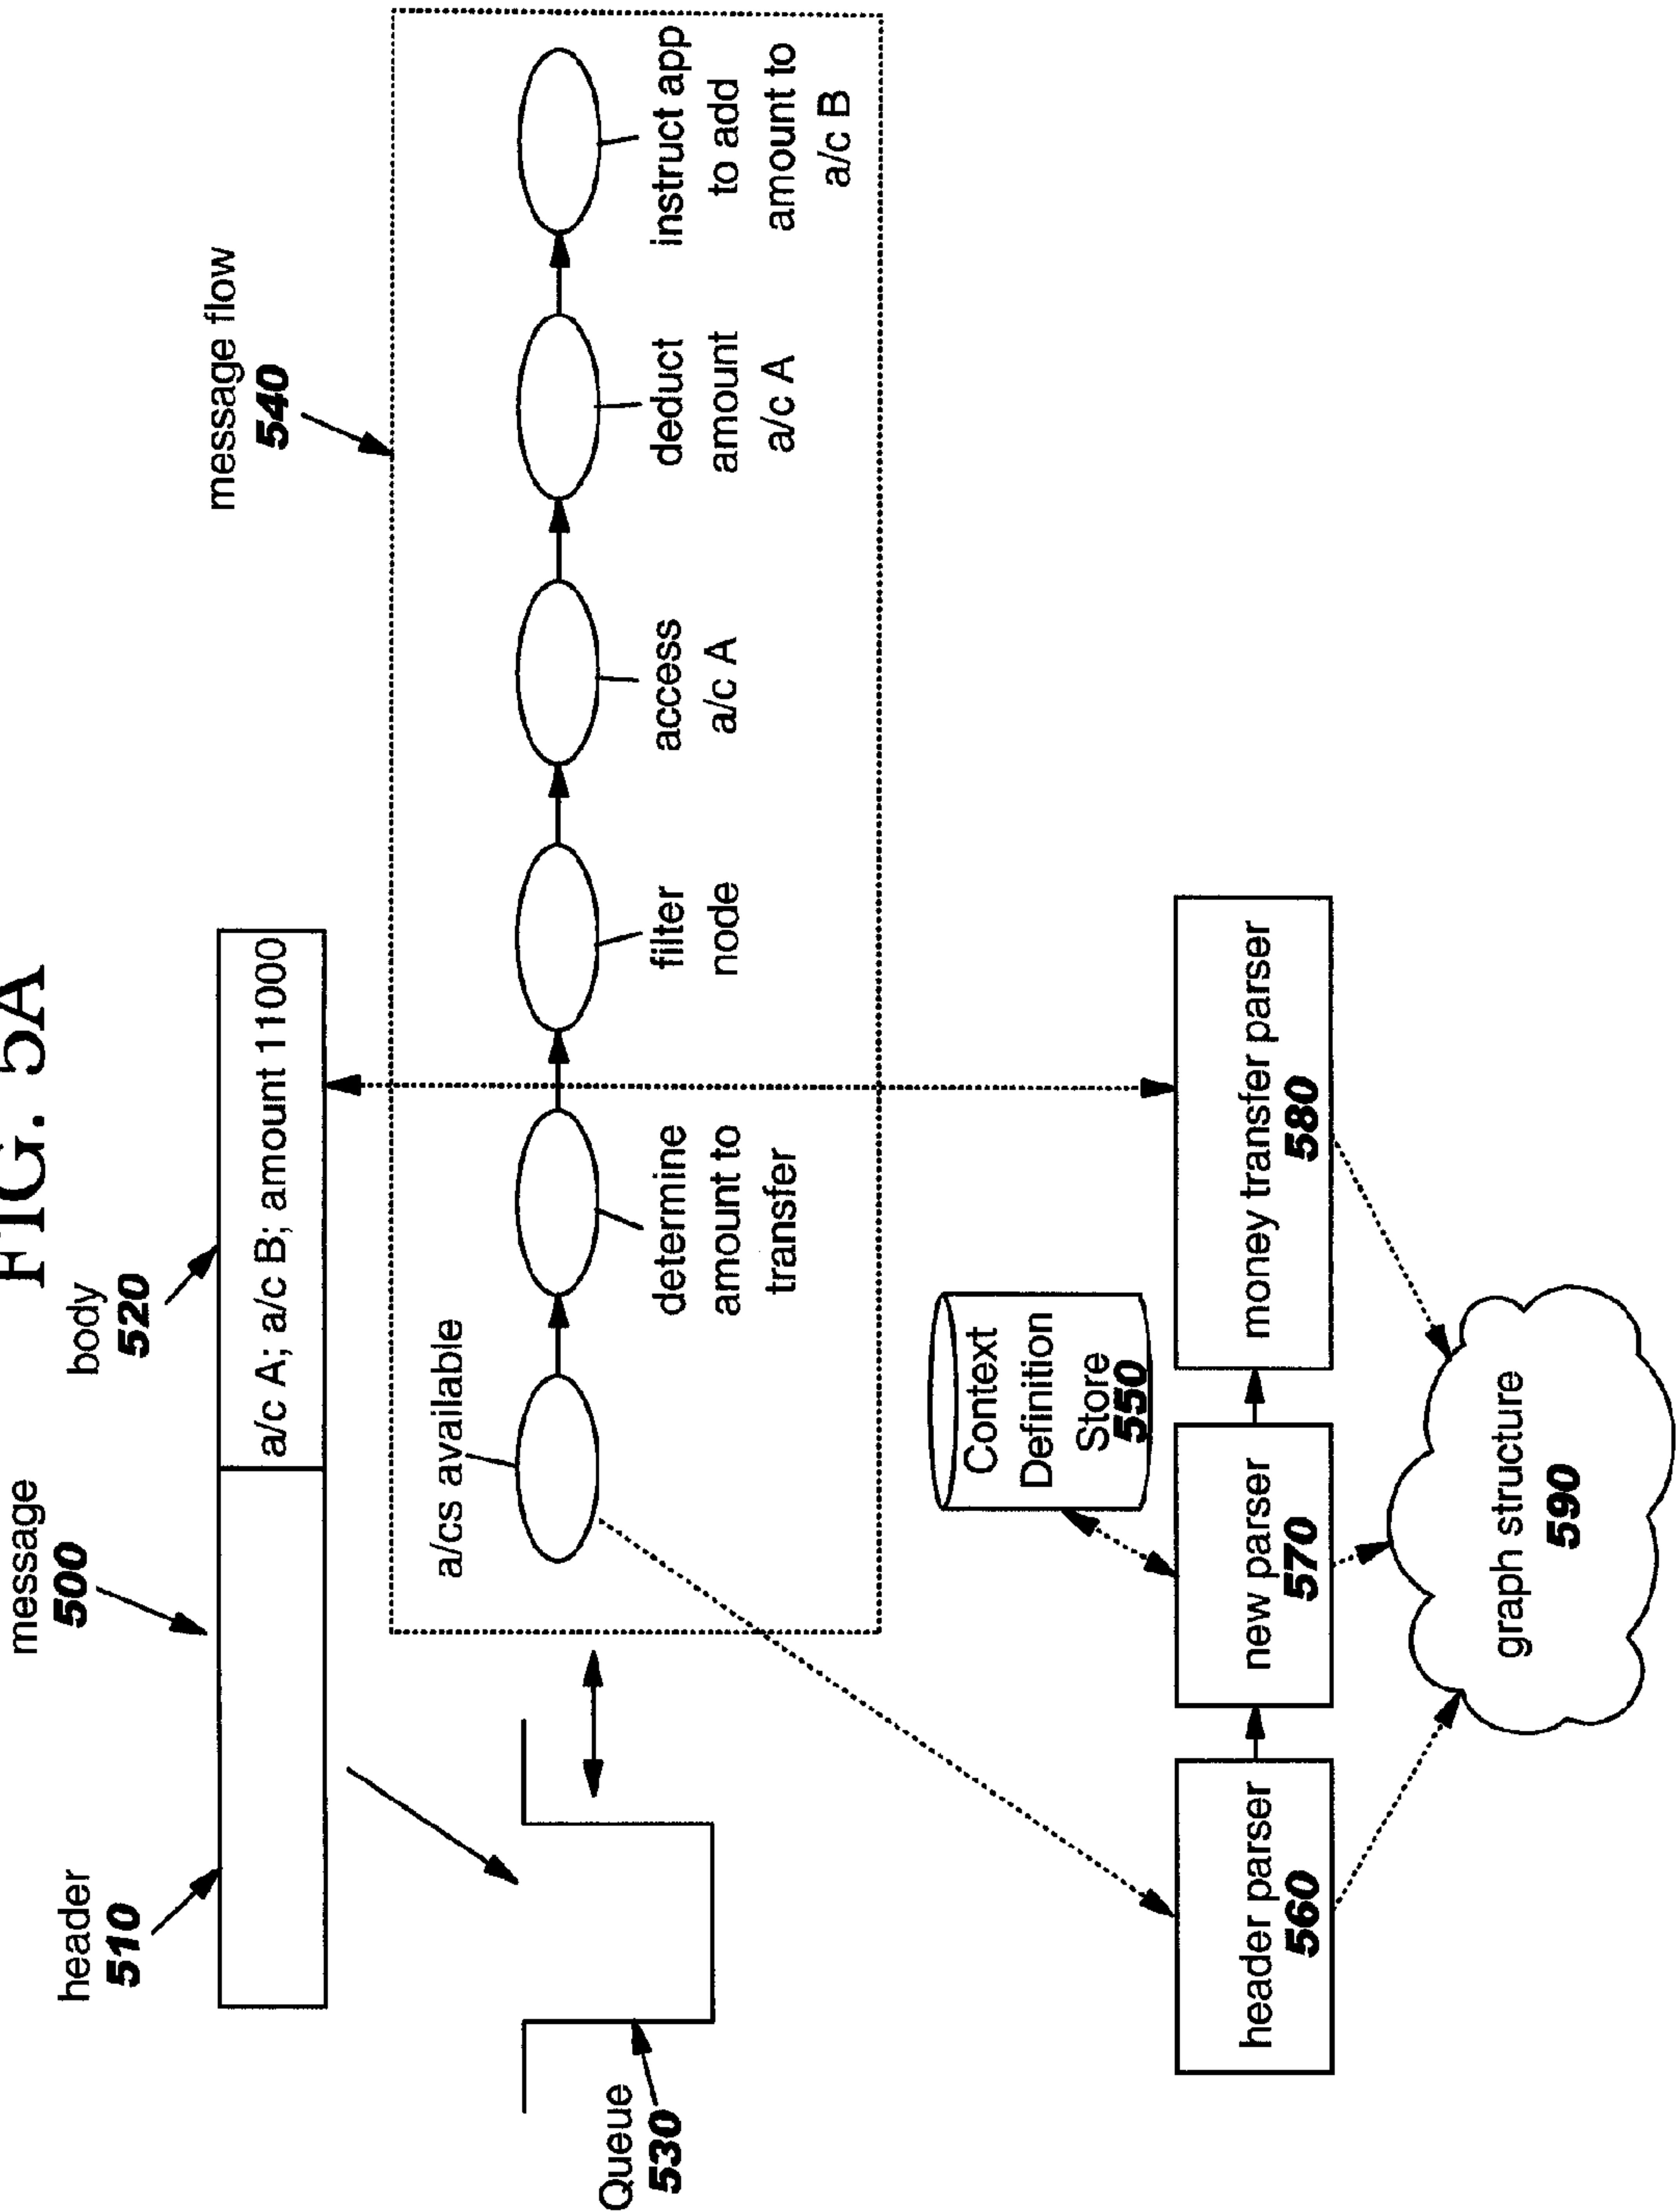 FIG. 5A
message
500
header
510
body
520
a/c A; a/c B; amount 11000
message flow
540
Queue
530
a/cs available
determine
amount to
transfer
filter
node
access
a/c A
deduct
amount
a/c A
instruct app
to add
amount to
a/c B
Context
Definition
Store
550
header parser
560
new parser
570
money transfer parser
580
graph structure
590